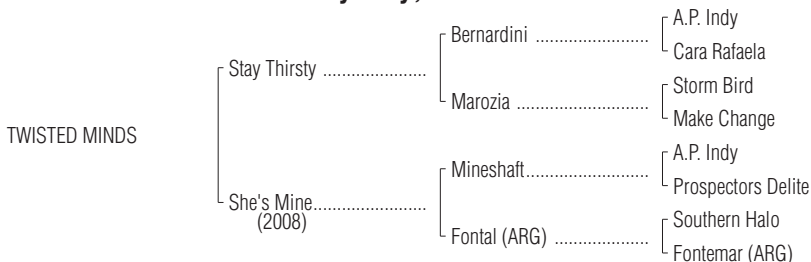 A.P. Indy
Bernardini ............................
Cara Rafaela
Stay Thirsty ..........................
Storm Bird
Marozia .................................
Make Change
TWISTED MINDS
A.P. Indy
Mineshaft..............................
Prospectors Delite
She's Mine............................
(2008)
Southern Halo
Fontal (ARG) .......................
Fontemar (ARG)